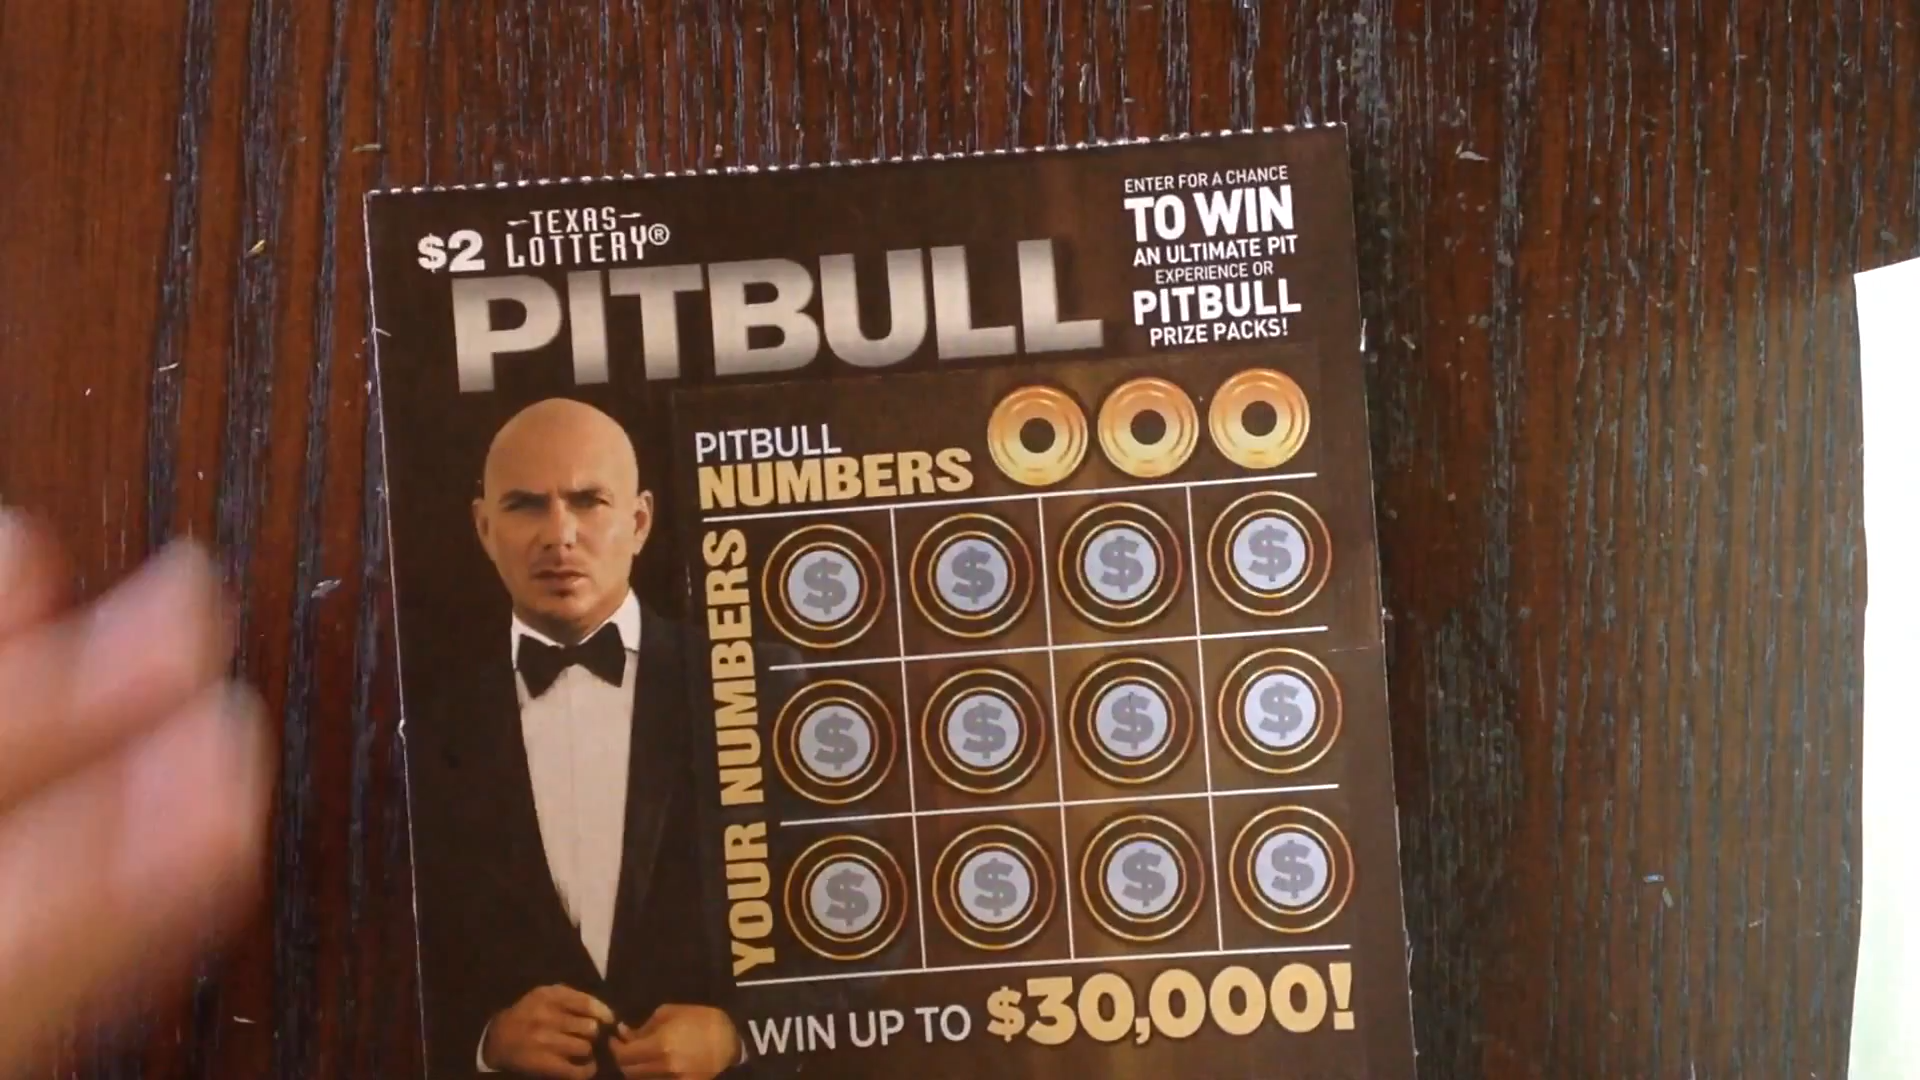 $2 -TEXAS-
LOTTERY®
PITBULL
ENTER FOR A CHANCE
TO WIN
AN ULTIMATE PIT
EXPERIENCE OR
PITBULL
PRIZE PACKS!
PITBULL
NUMBERS
YOUR NUMBERS
$ $ $ $
$ $ $ $
$ $ $ $
WIN UP TO $30,000!